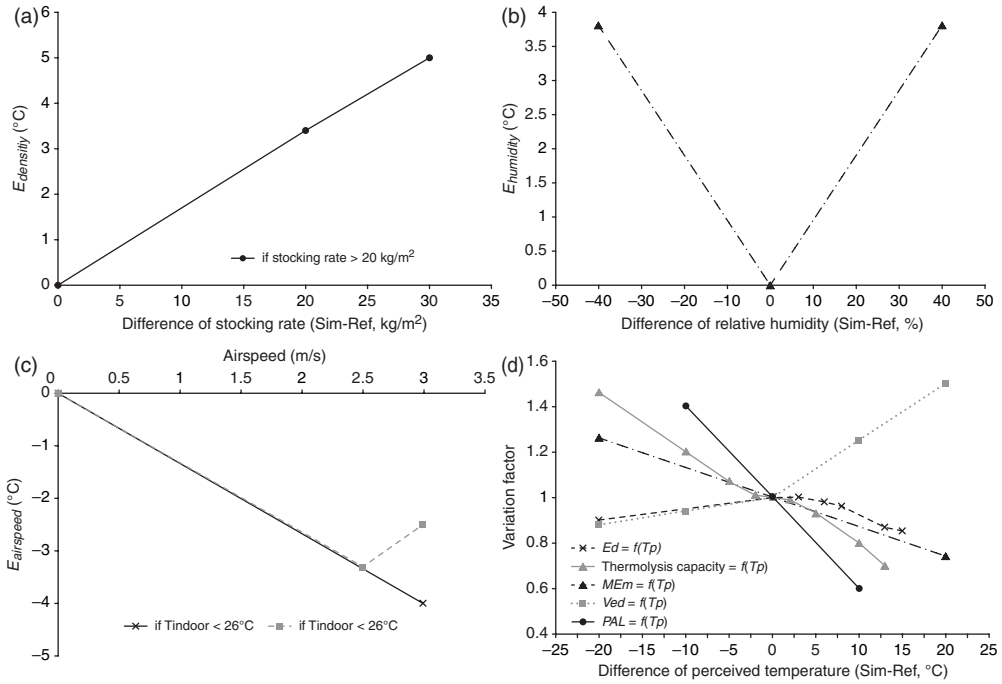 (a)
6
5
4
3
2
1
0
E densitiy (°C)
if stocking rate > 20 kg/m²
0 5 10 15 20 25 30 35
Difference of stocking rate (Sim-Ref, kg/m²)
(b)
4
3.5
3
2.5
2
1.5
1
0.5
0
E humidity (°C)
–50 –40 –30 –20 –10 0 10 20 30 40 50
Difference of relative humidity (Sim-Ref, %)
(c)
Airspeed (m/s)
0 0.5 1 1.5 2 2.5 3 3.5
0
–1
–2
–3
–4
–5
E airspeed (°C)
if Tindoor < 26°C if Tindoor < 26°C
(d)
1.6
1.4
1.2
1
0.8
0.6
0.4
Variation factor
Ed = f(Tp)
Thermolysis capacity = f(Tp)
MEm = f(Tp)
Ved = f(Tp)
PAL = f(Tp)
–25 –20 –15 –10 –5 0 5 10 15 20 25
Difference of perceived temperature (Sim-Ref, °C)